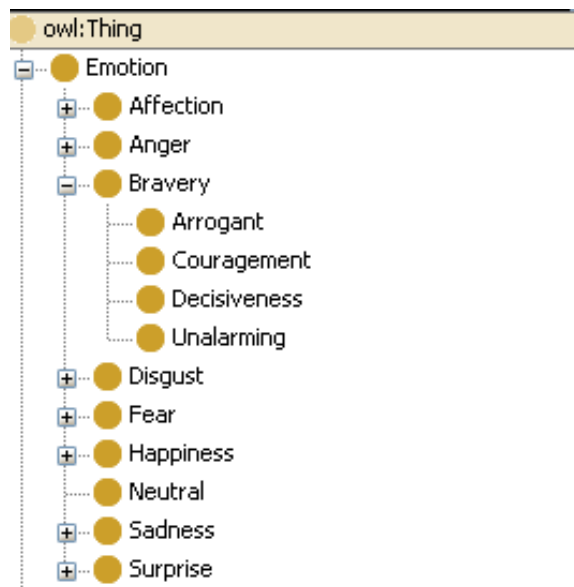 owl:Thing
Emotion
Affection
Anger
Bravery
Arrogant
Couragement
Decisiveness
Unalarming
Disgust
Fear
Happiness
Neutral
Sadness
Surprise